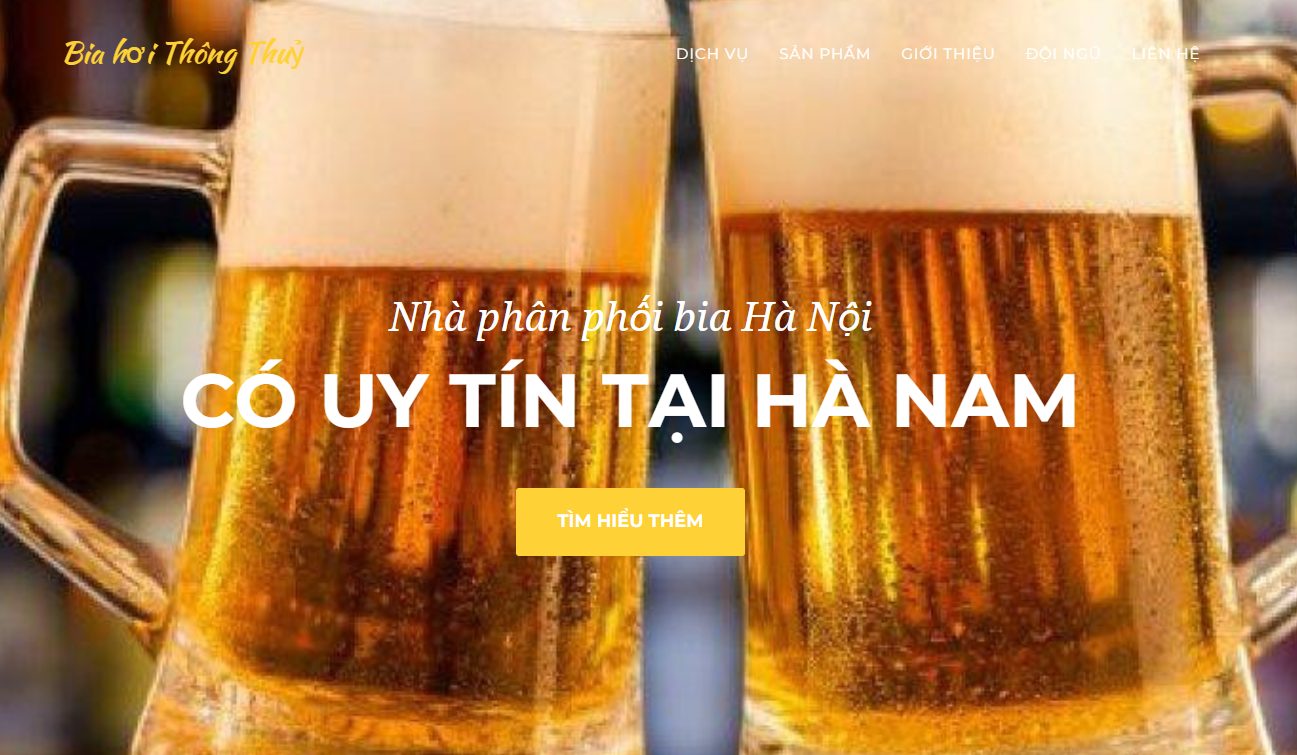 Bia hơi Thông Thuỷ
DỊCH VỤ SẢN PHẨM GIỚI THIỆU ĐỘI NGŨ LIÊN HỆ
Nhà phân phối bia Hà Nội
CÓ UY TÍN TẠI HÀ NAM
TÌM HIỂU THÊM